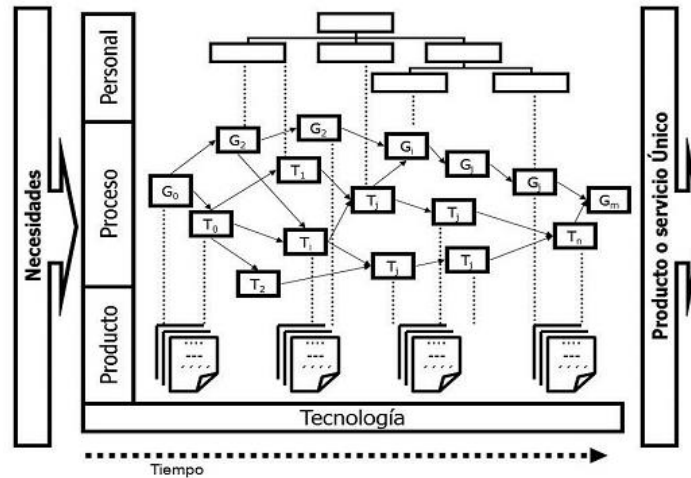 Necesidades
Personal
Proceso
Producto
G₀
G₂
G₂
Gᵢ
Gⱼ
Gⱼ
Gₘ
T₀
T₁
Tⱼ
Tⱼ
Tₙ
Tᵢ
T₂
Tⱼ
Tⱼ
Tecnología
Tiempo
Producto o servicio Único